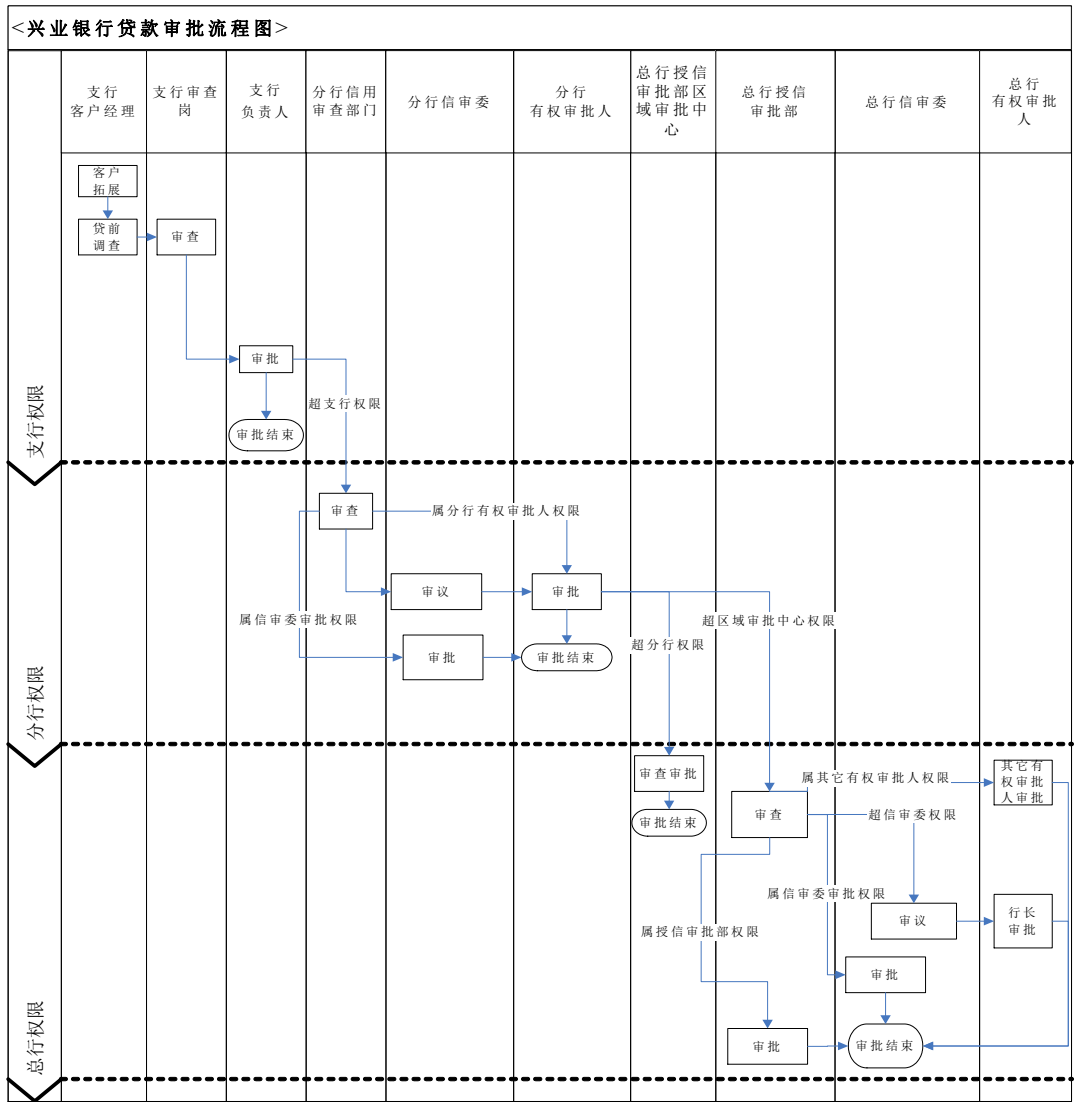 <兴业银行贷款审批流程图>
支行
客户经理
支行审查
岗
支行
负责人
分行信用
审查部门
分行信审委
分行
有权审批人
总行授信
审批部区
域审批中
心
总行授信
审批部
总行信审委
总行
有权审批
人
支行权限
客户
拓展
贷前
调查
审查
审批
超支行权限
审批结束
分行权限
审查
属分行有权审批人权限
审议
审批
属信审委审批权限
超区域审批中心权限
超分行权限
审批
审批结束
总行权限
审查审批
审批结束
属其它有权审批人权限
其它有
权审批
人审批
审查
超信审委权限
属信审委审批权限
审议
行长
审批
属授信审批部权限
审批
审批
审批结束